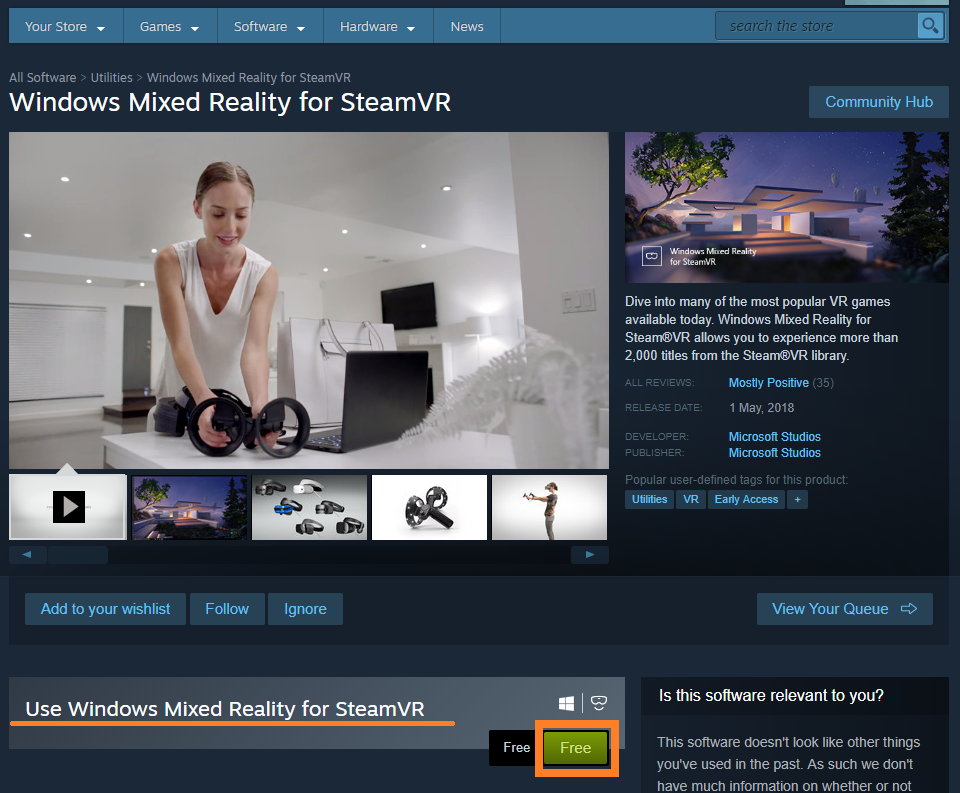 Your Store
Games
Software
Hardware
News
search the store
All Software > Utilities > Windows Mixed Reality for SteamVR
Windows Mixed Reality for SteamVR
Community Hub
Windows Mixed Reality
for SteamVR
Dive into many of the most popular VR games
available today. Windows Mixed Reality for
Steam®VR allows you to experience more than
2,000 titles from the Steam®VR library.
ALL REVIEWS: Mostly Positive (35)
RELEASE DATE: 1 May, 2018
DEVELOPER: Microsoft Studios
PUBLISHER: Microsoft Studios
Popular user-defined tags for this product:
Utilities VR Early Access +
Add to your wishlist
Follow
Ignore
View Your Queue
Use Windows Mixed Reality for SteamVR
Free
Free
Is this software relevant to you?
This software doesn't look like other things
you've used in the past. As such we don't
have much information on whether or not